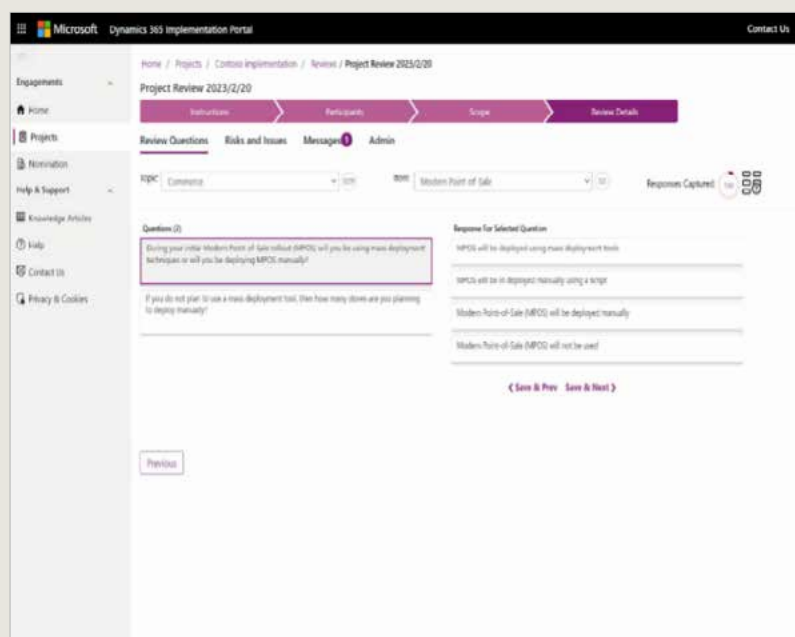 Microsoft Dynamics 365 Implementation Portal
Contact Us
Home / Projects / Contoso Implementation / Reviews / Project Review 2023/2/20
Project Review 2023/2/20
Engagements
Home
Projects
Nomination
Help & Support
Knowledge Articles
Help
Contact Us
Privacy & Cookies
Instructions
Participants
Scope
Review Details
Review Questions
Risks and Issues
Messages 1
Admin
Topic
Commerce
Item
Modern Point of Sale
Responses Captured
Questions (2)
During your initial Modern Point of Sale rollout (MPOS) will you be using mass deployment
techniques or will you be deploying MPOS manually?
If you do not plan to use a mass deployment tool, then how many stores are you planning
to deploy manually?
Response For Selected Question
MPOS will be deployed using mass deployment tools
MPOS will be in deployed manually using a script
Modern Point-of-Sale (MPOS) will be deployed manually
Modern Point-of-Sale (MPOS) will not be used
Save & Prev
Save & Next
Previous